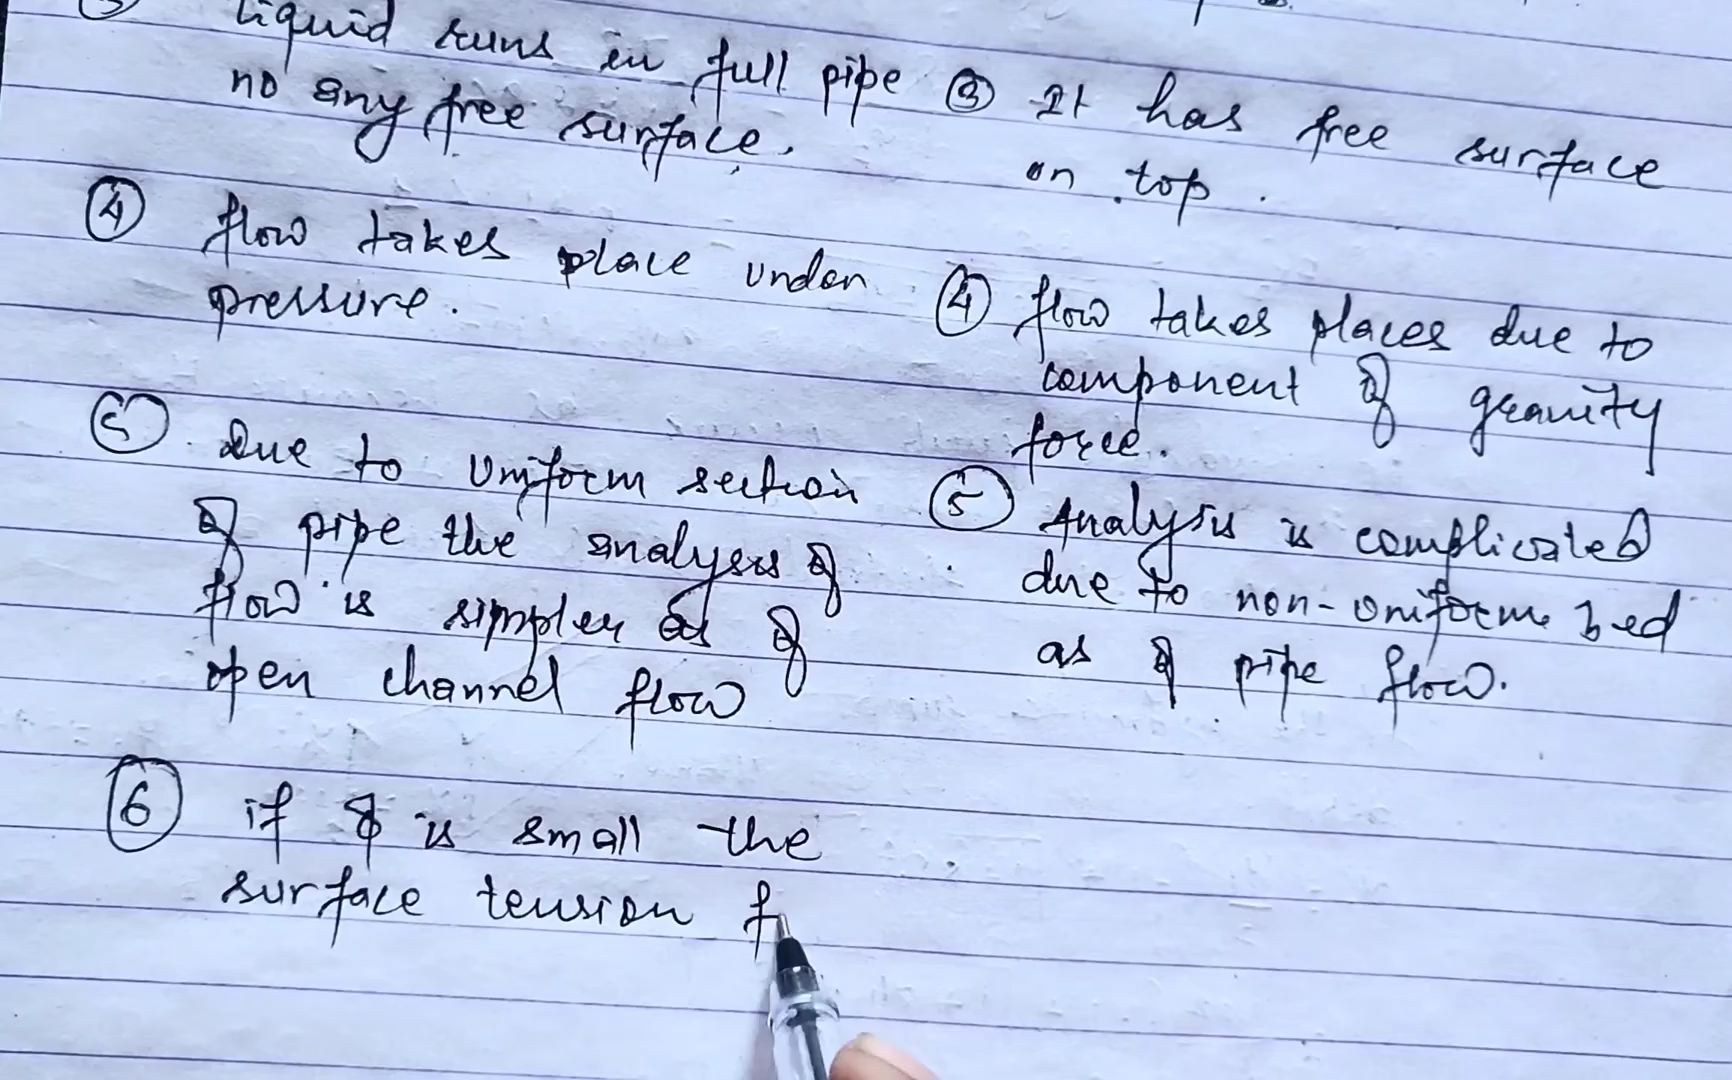 liquid runs in full pipe
no any free surface.
③ It has free surface
on top.
④ flow takes place under
pressure.
④ flow takes places due to
component of gravity
force.
⑤ Due to uniform section
of pipe the analysis of
flow is simpler as of
open channel flow
⑤ Analysis is complicated
due to non-uniform bed
as of pipe flow.
⑥ if ϕ is small the
surface tension f